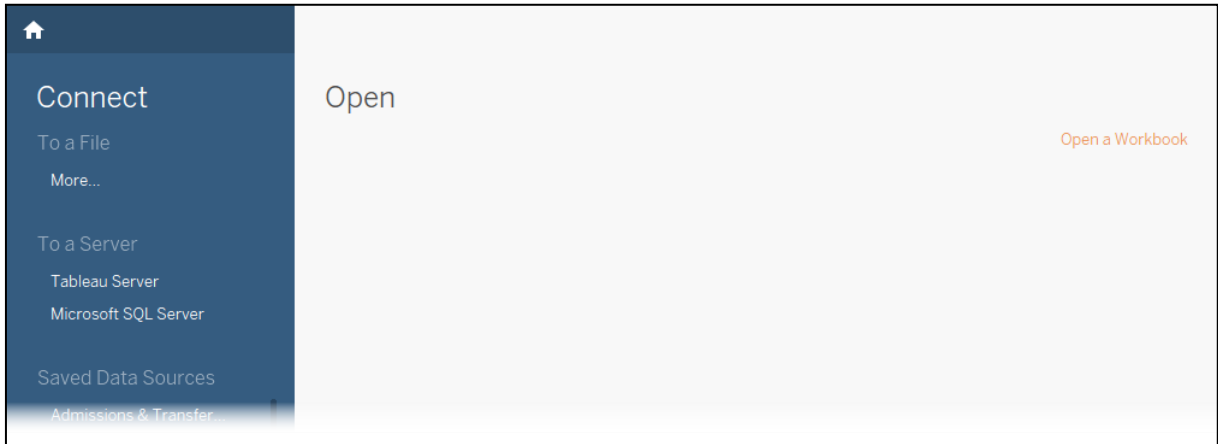 Connect
To a File
More...
To a Server
Tableau Server
Microsoft SQL Server
Saved Data Sources
Admissions & Transfer...
Open
Open a Workbook